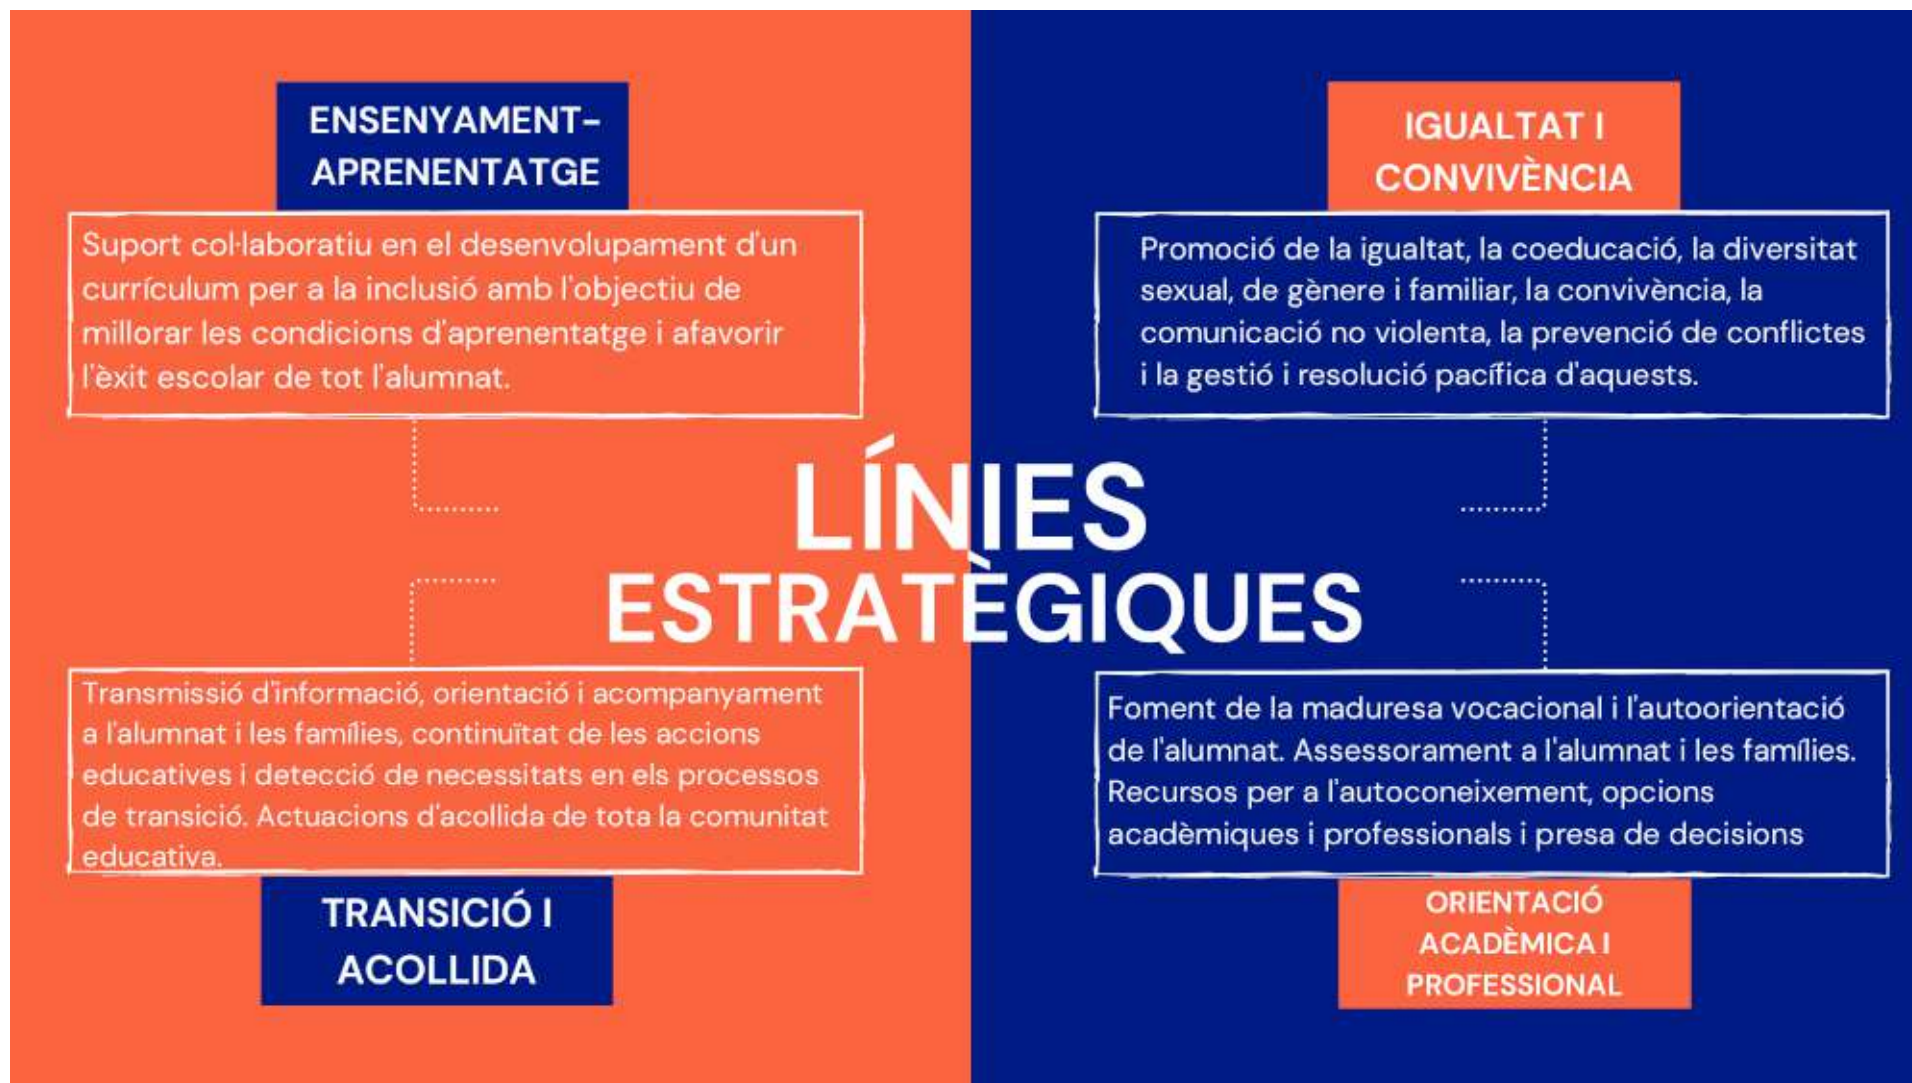 ENSENYAMENT-
APRENENTATGE
Suport col·laboratiu en el desenvolupament d'un
currículum per a la inclusió amb l'objectiu de
millorar les condicions d'aprenentatge i afavorir
l'èxit escolar de tot l'alumnat.
IGUALTAT I
CONVIVÈNCIA
Promoció de la igualtat, la coeducació, la diversitat
sexual, de gènere i familiar, la convivència, la
comunicació no violenta, la prevenció de conflictes
i la gestió i resolució pacífica d'aquests.
LÍNIES
ESTRATÈGIQUES
Transmissió d'informació, orientació i acompanyament
a l'alumnat i les famílies, continuïtat de les accions
educatives i detecció de necessitats en els processos
de transició. Actuacions d'acollida de tota la comunitat
educativa.
TRANSICIÓ I
ACOLLIDA
Foment de la maduresa vocacional i l'autoorientació
de l'alumnat. Assessorament a l'alumnat i les famílies.
Recursos per a l'autoconeixement, opcions
acadèmiques i professionals i presa de decisions
ORIENTACIÓ
ACADÈMICA I
PROFESSIONAL